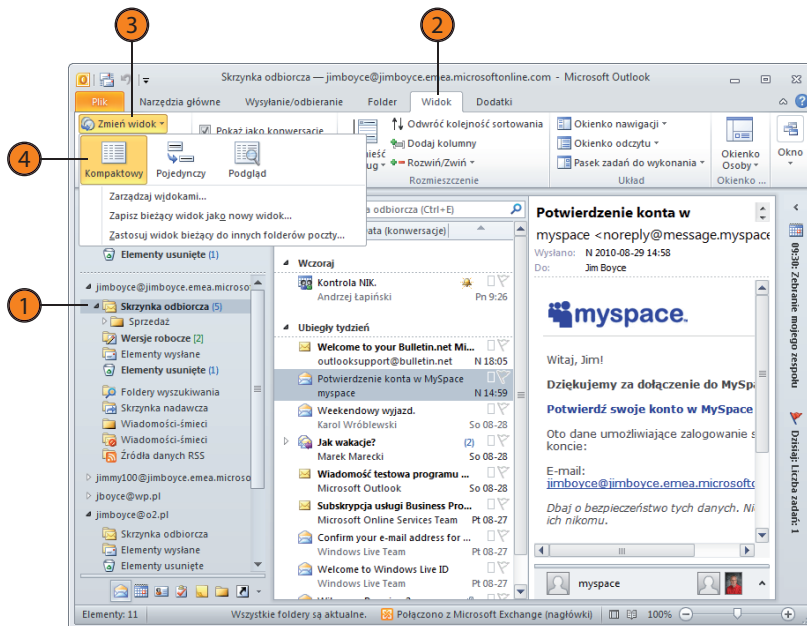 3
2
Skrzynka odbiorcza — jimboyce@jimboyce.emea.microsoftonline.com - Microsoft Outlook
Plik Narzędzia główne Wysyłanie/odbieranie Folder Widok Dodatki
Zmień widok
Pokaż jako konwersacje
Odwróć kolejność sortowania
Dodaj kolumny
Rozwiń/Zwiń
Rozmieszczenie
Okienko nawigacji
Okienko odczytu
Pasek zadań do wykonania
Układ
Okienko
Osoby
Okienko ...
Okno
4
Kompaktowy Pojedynczy Podgląd
Zarządzaj widokami...
Zapisz bieżący widok jako nowy widok...
Zastosuj widok bieżący do innych folderów poczty...
Elementy usunięte (1)
jimboyce@jimboyce.emea.microso
1
Skrzynka odbiorcza (5)
Sprzedaż
Wersje robocze [2]
Elementy wysłane
Elementy usunięte (1)
Foldery wyszukiwania
Skrzynka nadawcza
Wiadomości-śmieci
Wiadomości-śmieci
Źródła danych RSS
jimmy100@jimboyce.emea.microso
jboyce@wp.pl
jimboyce@o2.pl
Skrzynka odbiorcza
Elementy wysłane
Elementy usunięte
odbiorcza (Ctrl+E)
(konwersacje)
Wczoraj
Kontrola NIK.
Andrzej Łapiński Pn 9:26
Ubiegły tydzień
Welcome to your Bulletin.net Mi...
outlooksupport@bulletin.net N 18:05
Potwierdzenie konta w MySpace
myspace N 14:59
Weekendowy wyjazd.
Karol Wróblewski So 08-28
Jak wakacje? (2)
Marek Marecki So 08-28
Wiadomość testowa programu ...
Microsoft Outlook So 08-28
Subskrypcja usługi Business Pro...
Microsoft Online Services Team Pt 08-27
Confirm your e-mail address for ...
Windows Live Team Pt 08-27
Welcome to Windows Live ID
Windows Live Team Pt 08-27
Potwierdzenie konta w
myspace <noreply@message.myspace
Wysłano: N 2010-08-29 14:58
Do: Jim Boyce
myspace.
Witaj, Jim!
Dziękujemy za dołączenie do MySp
Potwierdź swoje konto w MySpace
Oto dane umożliwiające zalogowanie s
koncie:
E-mail:
jimboyce@jimboyce.emea.microsoftc
Dbaj o bezpieczeństwo tych danych. Ni
ich nikomu.
myspace
09:30: Zebranie mojego zespołu
Dzisiaj: Liczba zadań: 1
Elementy: 11 Wszystkie foldery są aktualne. Połączono z Microsoft Exchange (nagłówki) 100%